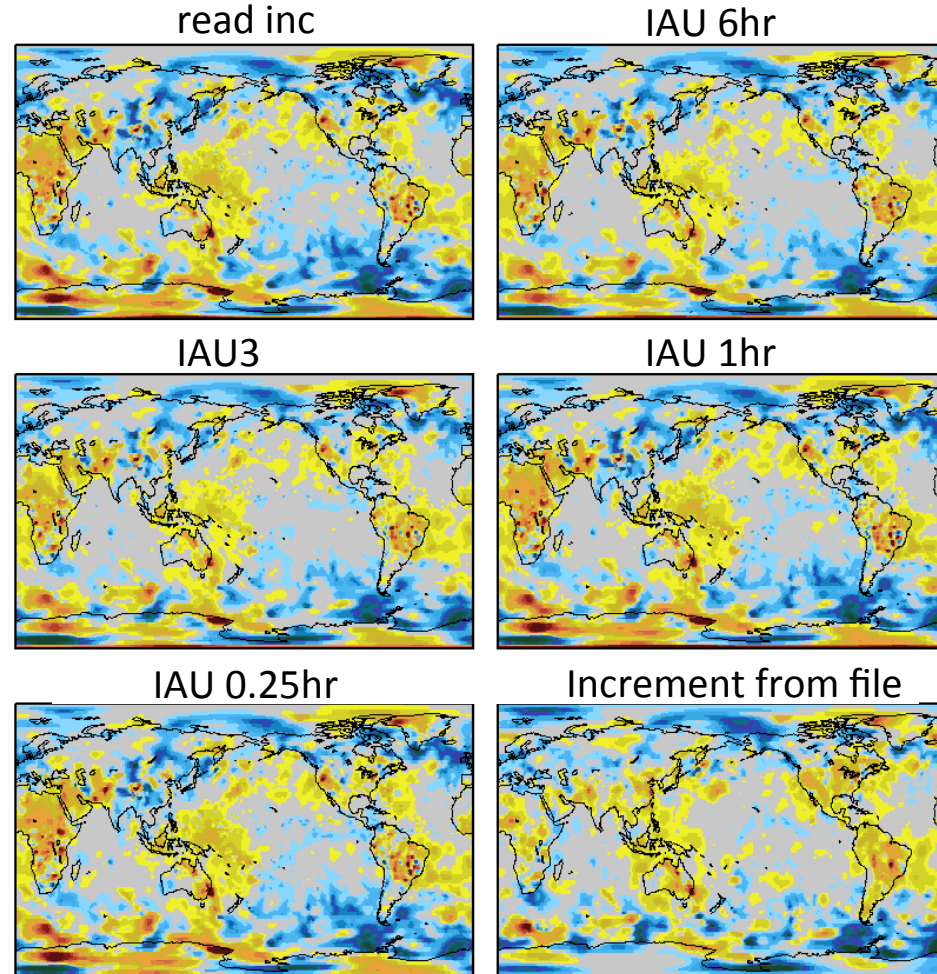 read inc
IAU 6hr
IAU3
IAU 1hr
IAU 0.25hr
Increment from file